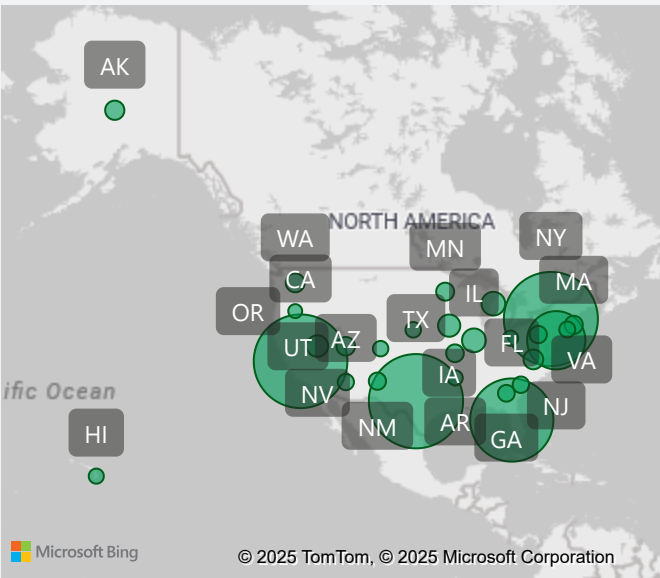 AK
NORTH AMERICA
WA
MN
NY
CA
IL
MA
OR
TX
UT
AZ
FL
VA
NV
IA
ific Ocean
NJ
HI
NM
AR
GA
Microsoft Bing
© 2025 TomTom, © 2025 Microsoft Corporation